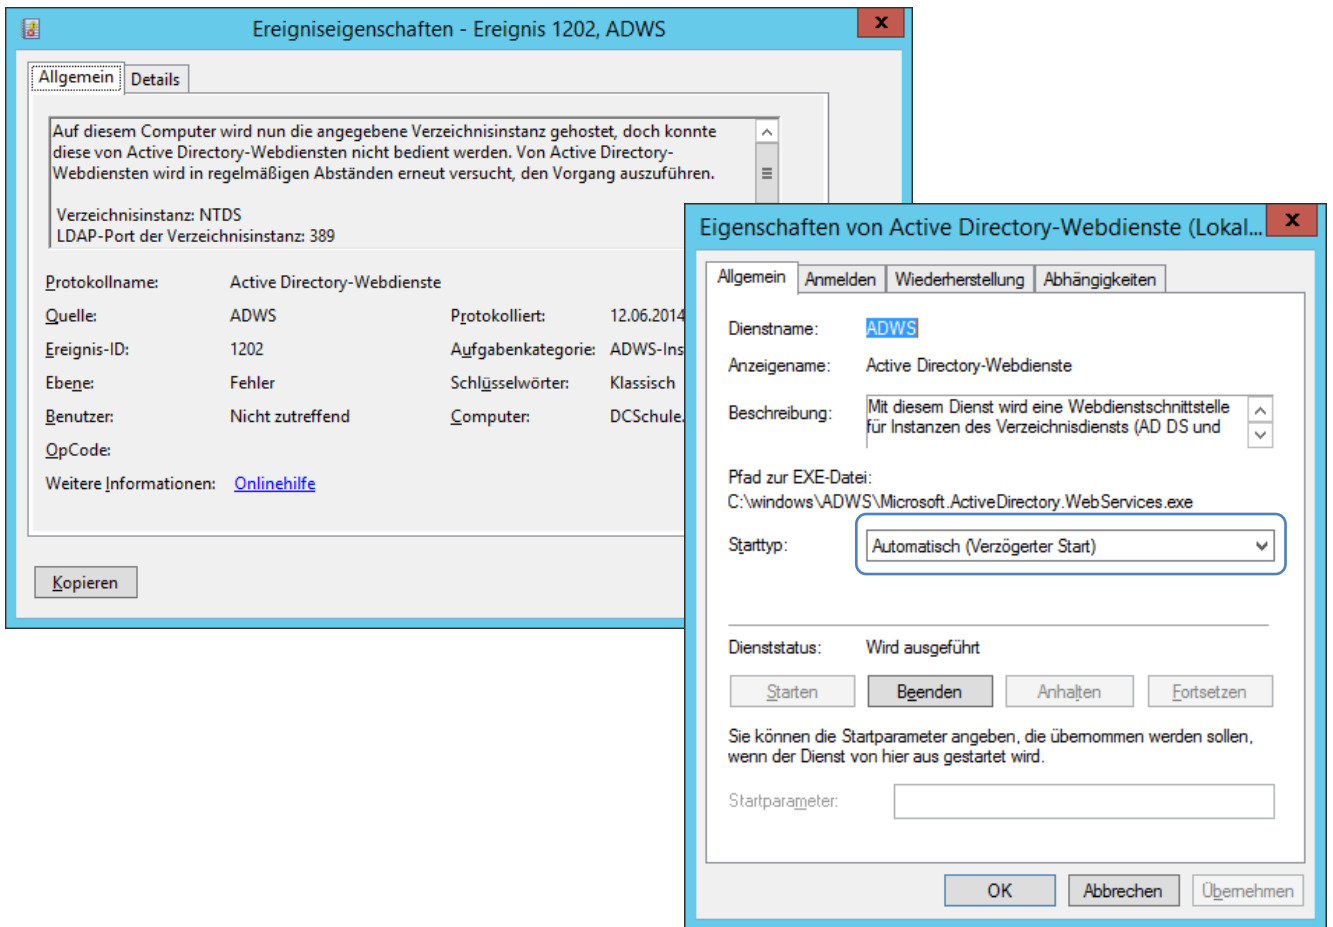 Ereigniseigenschaften - Ereignis 1202, ADWS
x
Allgemein
Details
Auf diesem Computer wird nun die angegebene Verzeichnisinstanz gehostet, doch konnte
diese von Active Directory-Webdiensten nicht bedient werden. Von Active Directory-
Webdiensten wird in regelmäßigen Abständen erneut versucht, den Vorgang auszuführen.
Verzeichnisinstanz: NTDS
LDAP-Port der Verzeichnisinstanz: 389
Protokollname: Active Directory-Webdienste
Quelle: ADWS Protokolliert: 12.06.2014
Ereignis-ID: 1202 Aufgabenkategorie: ADWS-Ins
Ebene: Fehler Schlüsselwörter: Klassisch
Benutzer: Nicht zutreffend Computer: DCSchule.
OpCode:
Weitere Informationen: Onlinehilfe
Kopieren
Eigenschaften von Active Directory-Webdienste (Lokal...
x
Allgemein Anmelden Wiederherstellung Abhängigkeiten
Dienstname: ADWS
Anzeigename: Active Directory-Webdienste
Beschreibung: Mit diesem Dienst wird eine Webdienstschnittstelle
für Instanzen des Verzeichnisdiensts (AD DS und
Pfad zur EXE-Datei:
C:\windows\ADWS\Microsoft.ActiveDirectory.WebServices.exe
Starttyp: Automatisch (Verzögerter Start)
Dienststatus: Wird ausgeführt
Starten Beenden Anhalten Fortsetzen
Sie können die Startparameter angeben, die übernommen werden sollen,
wenn der Dienst von hier aus gestartet wird.
Startparameter:
OK Abbrechen Übernehmen